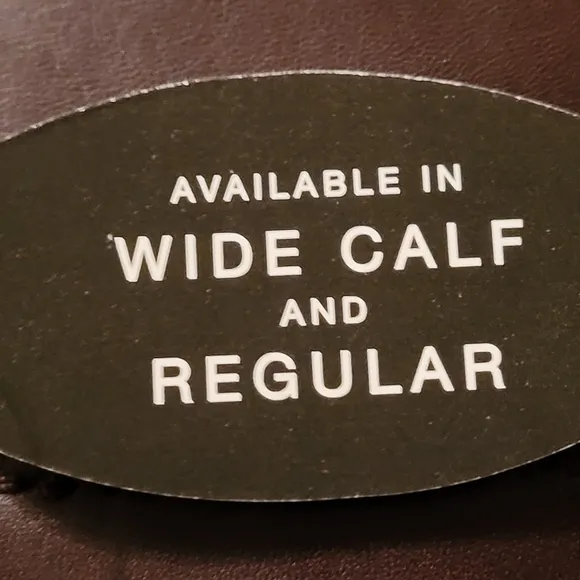 AVAILABLE IN
WIDE CALF
AND
REGULAR